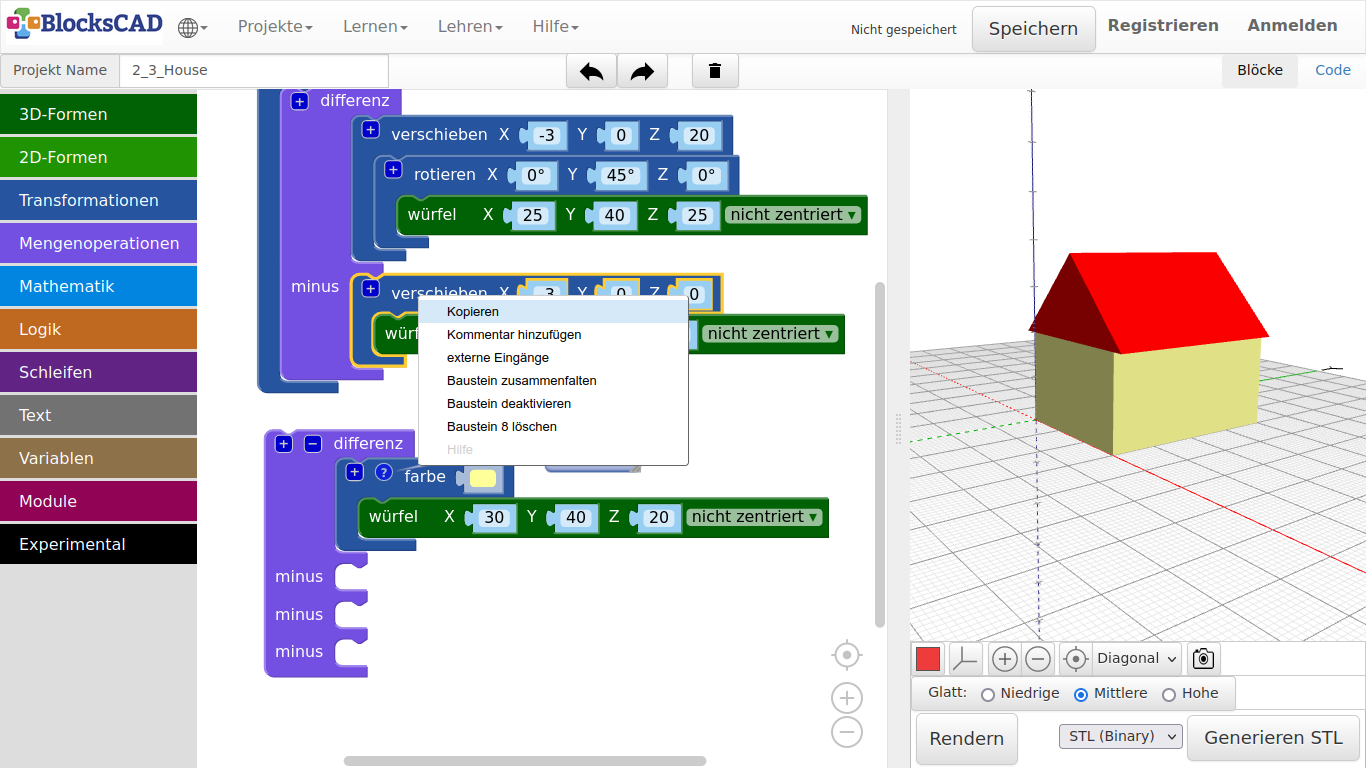 BlocksCAD
Projekte
Lernen
Lehren
Hilfe
Nicht gespeichert
Speichern
Registrieren
Anmelden
Projekt Name
2_3_House
Blöcke
Code
3D-Formen
2D-Formen
Transformationen
Mengenoperationen
Mathematik
Logik
Schleifen
Text
Variablen
Module
Experimental
+ differenz
+ verschieben X -3 Y 0 Z 20
+ rotieren X 0° Y 45° Z 0°
würfel X 25 Y 40 Z 25 nicht zentriert ▾
minus
+ verschieben X -3 Y 0 Z 0
würf nicht zentriert ▾
Kopieren
Kommentar hinzufügen
externe Eingänge
Baustein zusammenfalten
Baustein deaktivieren
Baustein 8 löschen
Hilfe
+ − differenz
+ ? farbe
würfel X 30 Y 40 Z 20 nicht zentriert ▾
minus
minus
minus
Diagonal
Glatt: Niedrige Mittlere Hohe
Rendern
STL (Binary)
Generieren STL